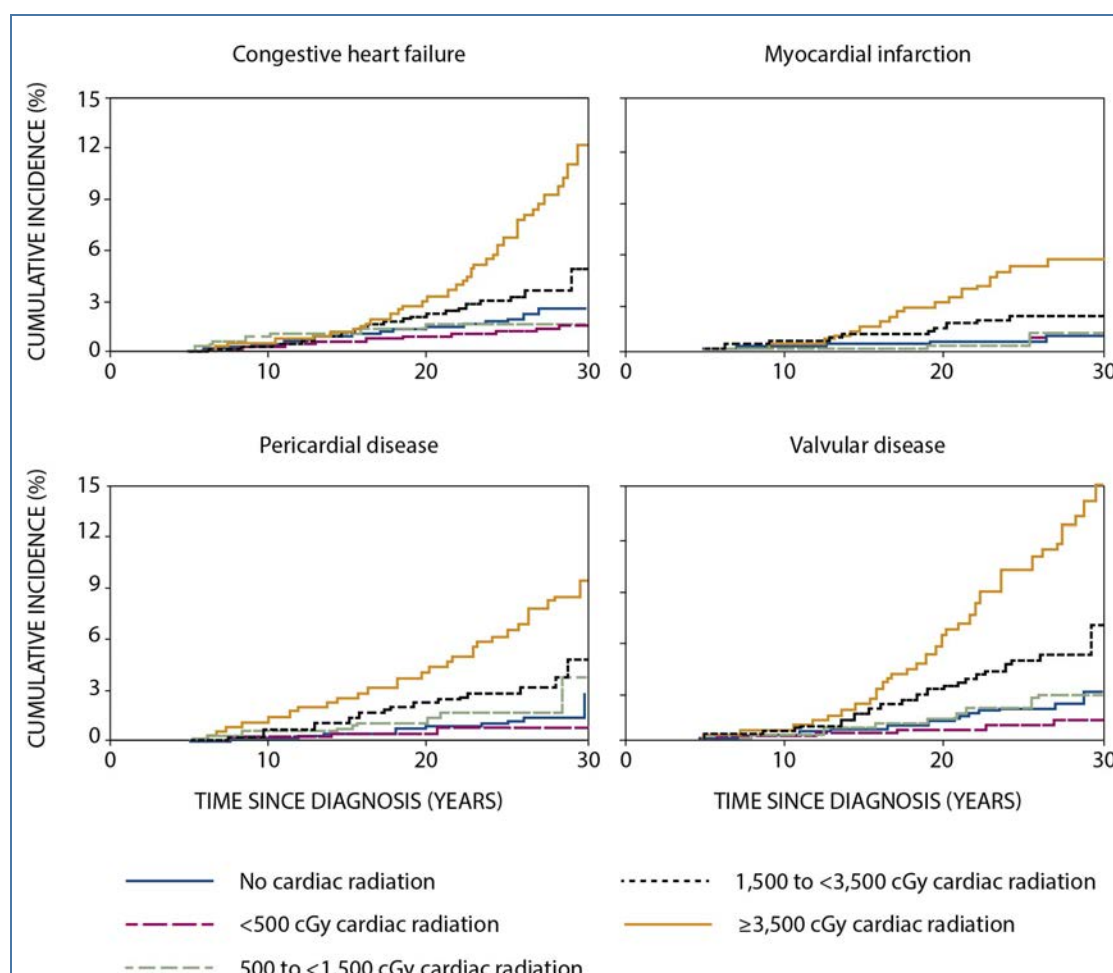 Congestive heart failure
Myocardial infarction
CUMULATIVE INCIDENCE (%)
15
12
9
6
3
0
0 10 20 30
0 10 20 30
Pericardial disease
Valvular disease
CUMULATIVE INCIDENCE (%)
15
12
9
6
3
0
0 10 20 30
0 10 20 30
TIME SINCE DIAGNOSIS (YEARS)
TIME SINCE DIAGNOSIS (YEARS)
No cardiac radiation
1,500 to <3,500 cGy cardiac radiation
<500 cGy cardiac radiation
≥3,500 cGy cardiac radiation
500 to <1,500 cGy cardiac radiation